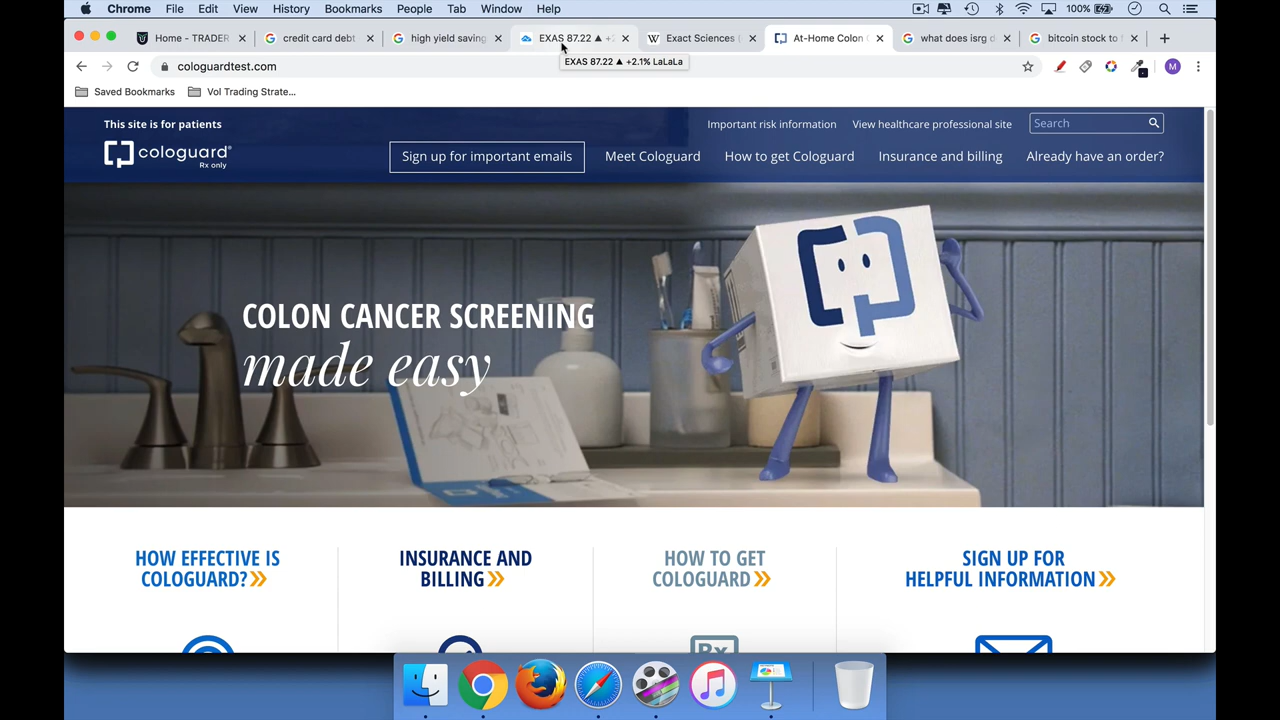 Chrome File Edit View History Bookmarks People Tab Window Help 100%
Home - TRADER credit card debt high yield saving EXAS 87.22 ▲ +2 Exact Sciences At-Home Colon what does isrg d bitcoin stock to f
EXAS 87.22 ▲ +2.1% LaLaLa
cologuardtest.com M
Saved Bookmarks Vol Trading Strate...
This site is for patients
Important risk information View healthcare professional site Search
cologuard®
Rx only
Sign up for important emails Meet Cologuard How to get Cologuard Insurance and billing Already have an order?
COLON CANCER SCREENING
made easy
HOW EFFECTIVE IS
COLOGUARD?
INSURANCE AND
BILLING
HOW TO GET
COLOGUARD
SIGN UP FOR
HELPFUL INFORMATION
Rx